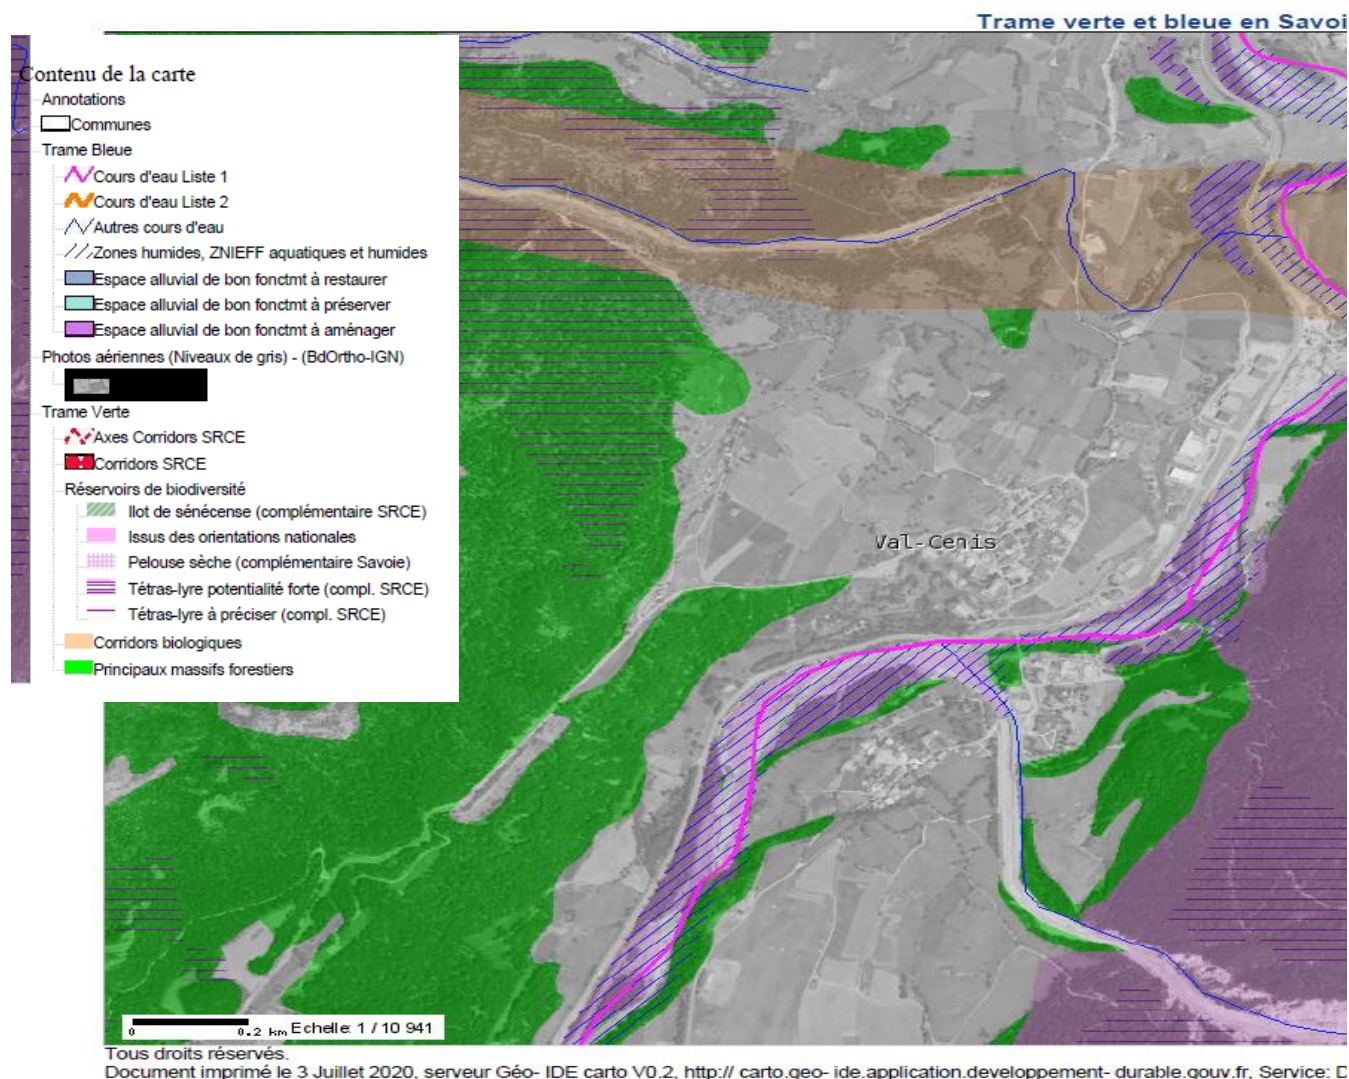 Trame verte et bleue en Savoi
Contenu de la carte
Annotations
Communes
Trame Bleue
Cours d'eau Liste 1
Cours d'eau Liste 2
Autres cours d'eau
Zones humides, ZNIEFF aquatiques et humides
Espace alluvial de bon fonctmt à restaurer
Espace alluvial de bon fonctmt à préserver
Espace alluvial de bon fonctmt à aménager
Photos aériennes (Niveaux de gris) - (BdOrtho-IGN)
Trame Verte
Axes Corridors SRCE
Corridors SRCE
Réservoirs de biodiversité
Ilot de sénécense (complémentaire SRCE)
Issus des orientations nationales
Pelouse sèche (complémentaire Savoie)
Tétras-lyre potentialité forte (compl. SRCE)
Tétras-lyre à préciser (compl. SRCE)
Corridors biologiques
Principaux massifs forestiers
Val-Cenis
0 0.2 km Echelle: 1 / 10 941
Tous droits réservés.
Document imprimé le 3 Juillet 2020, serveur Géo- IDE carto V0.2, http:// carto.geo- ide.application.developpement- durable.gouv.fr, Service: D